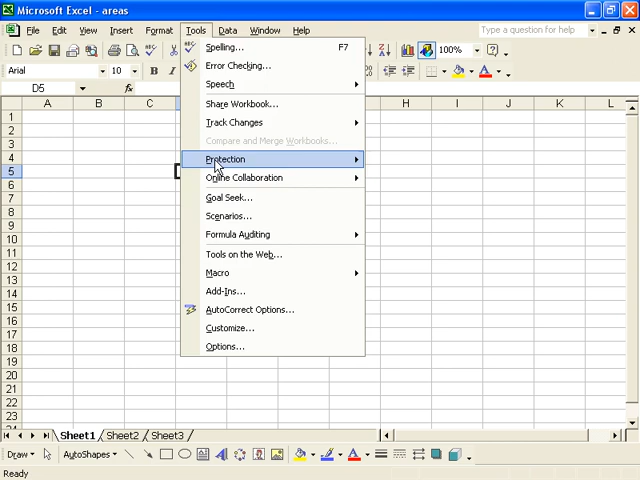 Microsoft Excel - areas
File Edit View Insert Format Tools Data Window Help Type a question for help
100%
Arial 10 B I
D5 fx
A B C H I J K L
1
2
3
4
5
6
7
8
9
10
11
12
13
14
15
16
17
18
19
20
21
22
23
Spelling... F7
Error Checking...
Speech
Share Workbook...
Track Changes
Compare and Merge Workbooks...
Protection
Online Collaboration
Goal Seek...
Scenarios...
Formula Auditing
Tools on the Web...
Macro
Add-Ins...
AutoCorrect Options...
Customize...
Options...
Sheet1 Sheet2 Sheet3
Draw AutoShapes
Ready